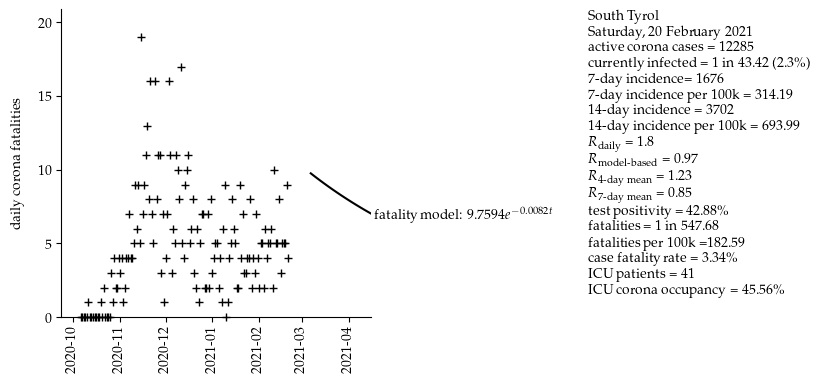 daily corona fatalities
20
15
10
5
0
2020-10
2020-11
2020-12
2021-01
2021-02
2021-03
2021-04
fatality model: 9.7594e^{-0.0082t}
South Tyrol
Saturday, 20 February 2021
active corona cases = 12285
currently infected = 1 in 43.42 (2.3%)
7-day incidence= 1676
7-day incidence per 100k = 314.19
14-day incidence = 3702
14-day incidence per 100k = 693.99
R_daily = 1.8
R_model-based = 0.97
R_4-day mean = 1.23
R_7-day mean = 0.85
test positivity = 42.88%
fatalities = 1 in 547.68
fatalities per 100k =182.59
case fatality rate = 3.34%
ICU patients = 41
ICU corona occupancy = 45.56%